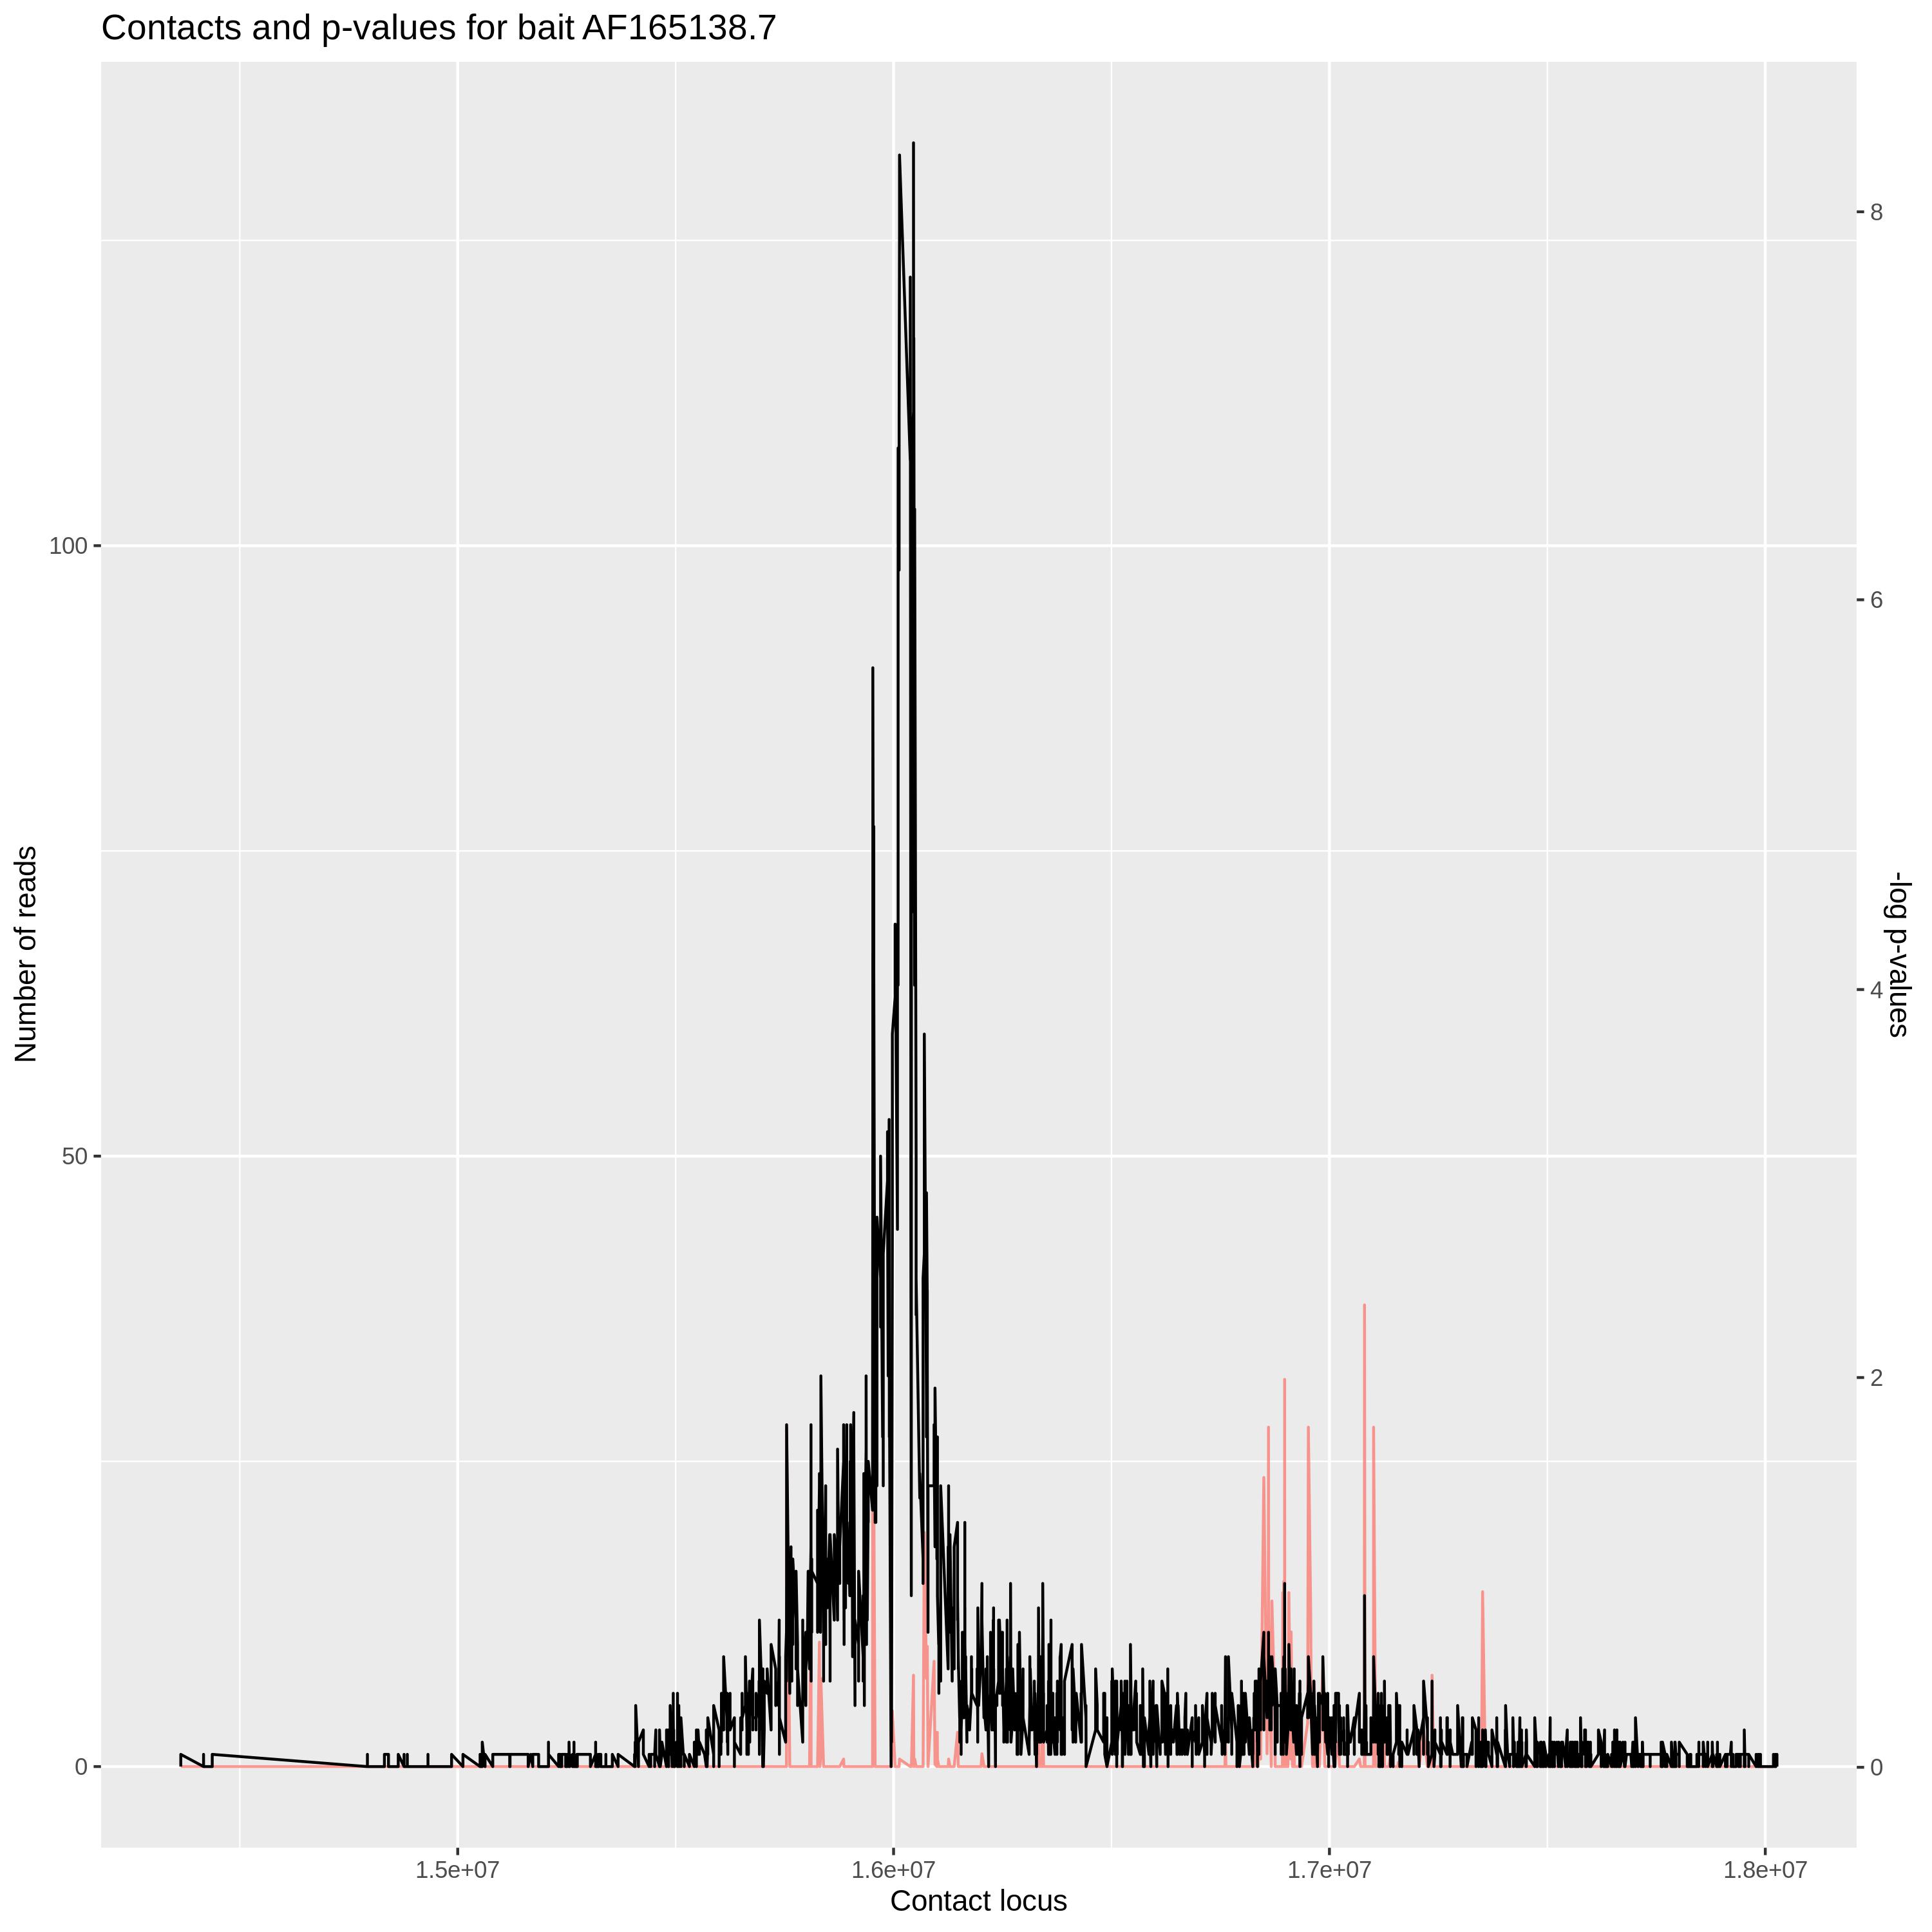 Contacts and p-values for bait AF165138.7
8
100
6
Number of reads
-log p-values
4
50
2
0
0
1.5e+07
1.6e+07
1.7e+07
1.8e+07
Contact locus